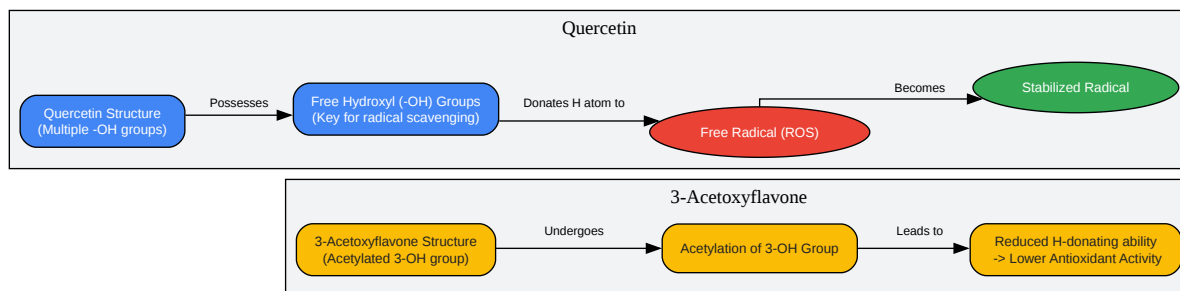 Quercetin
Quercetin Structure
(Multiple -OH groups)
Possesses
Free Hydroxyl (-OH) Groups
(Key for radical scavenging)
Donates H atom to
Free Radical (ROS)
Becomes
Stabilized Radical
3-Acetoxyflavone
3-Acetoxyflavone Structure
(Acetylated 3-OH group)
Undergoes
Acetylation of 3-OH Group
Leads to
Reduced H-donating ability
-> Lower Antioxidant Activity